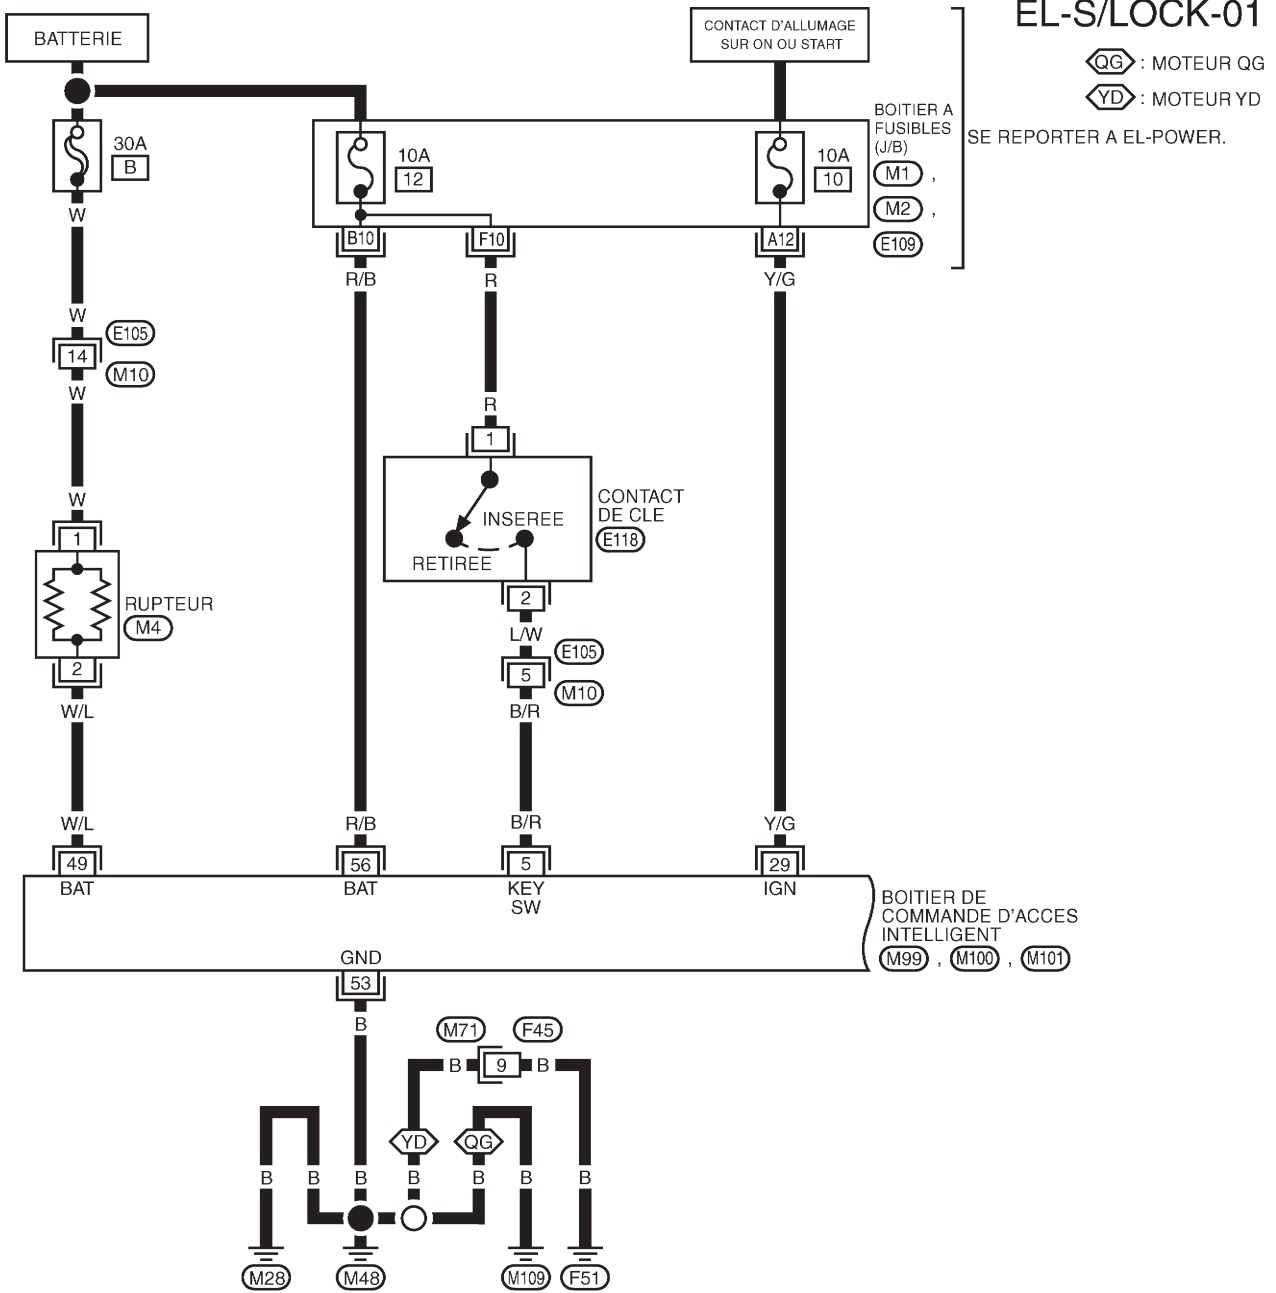 EL-S/LOCK-01
BATTERIE
CONTACT D'ALLUMAGE
SUR ON OU START
QG : MOTEUR QG
YD : MOTEUR YD
BOITIER A
FUSIBLES
(J/B)
M1 ,
M2 ,
E109
SE REPORTER A EL-POWER.
30A
B
10A
12
10A
10
B10
F10
A12
W
R/B
R
Y/G
W
E105
14
M10
W
R
1
W
CONTACT
DE CLE
E118
INSEREE
RETIREE
1
RUPTEUR
M4
2
2
L/W
E105
5
M10
W/L
B/R
W/L
R/B
B/R
Y/G
49
56
5
29
BAT
BAT
KEY
SW
IGN
BOITIER DE
COMMANDE D'ACCES
INTELLIGENT
M99 , M100 , M101
GND
53
B
M71
F45
B
9
B
YD
QG
B
B
B
B
B
B
B
M28
M48
M109
F51